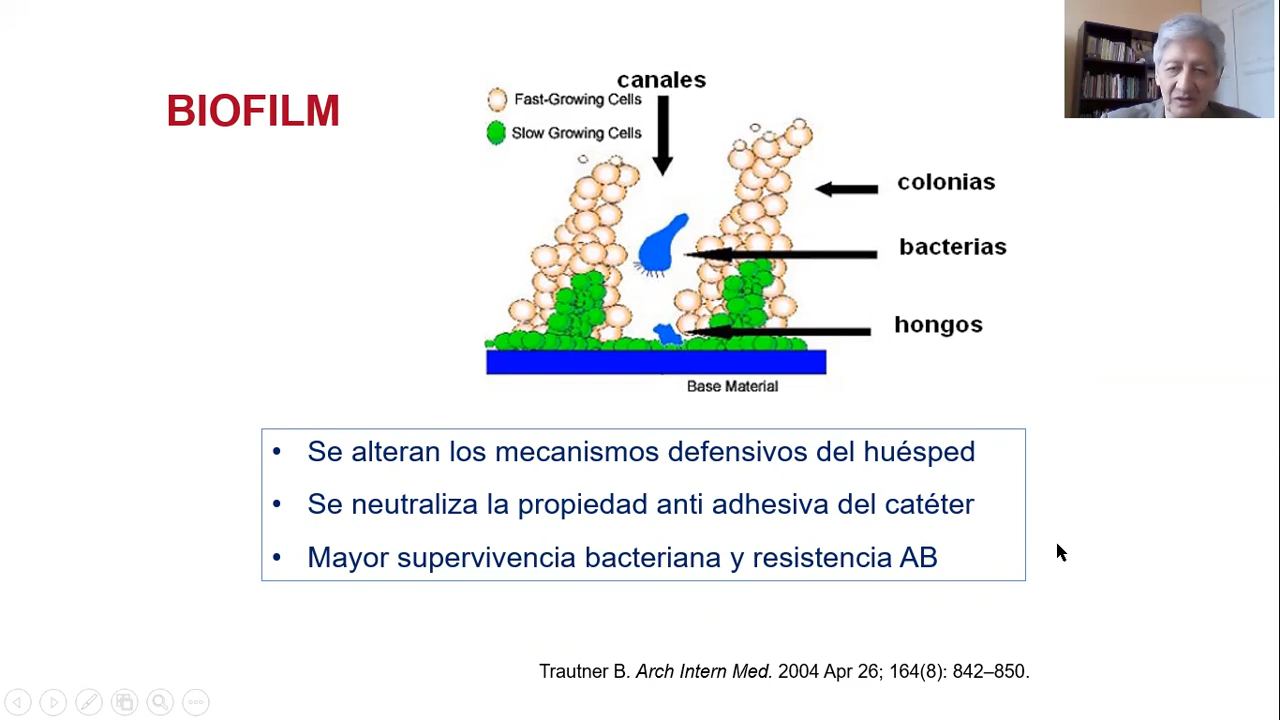 BIOFILM
canales
Fast-Growing Cells
Slow Growing Cells
colonias
bacterias
hongos
Base Material
• Se alteran los mecanismos defensivos del huésped
• Se neutraliza la propiedad anti adhesiva del catéter
• Mayor supervivencia bacteriana y resistencia AB
Trautner B. Arch Intern Med. 2004 Apr 26; 164(8): 842–850.